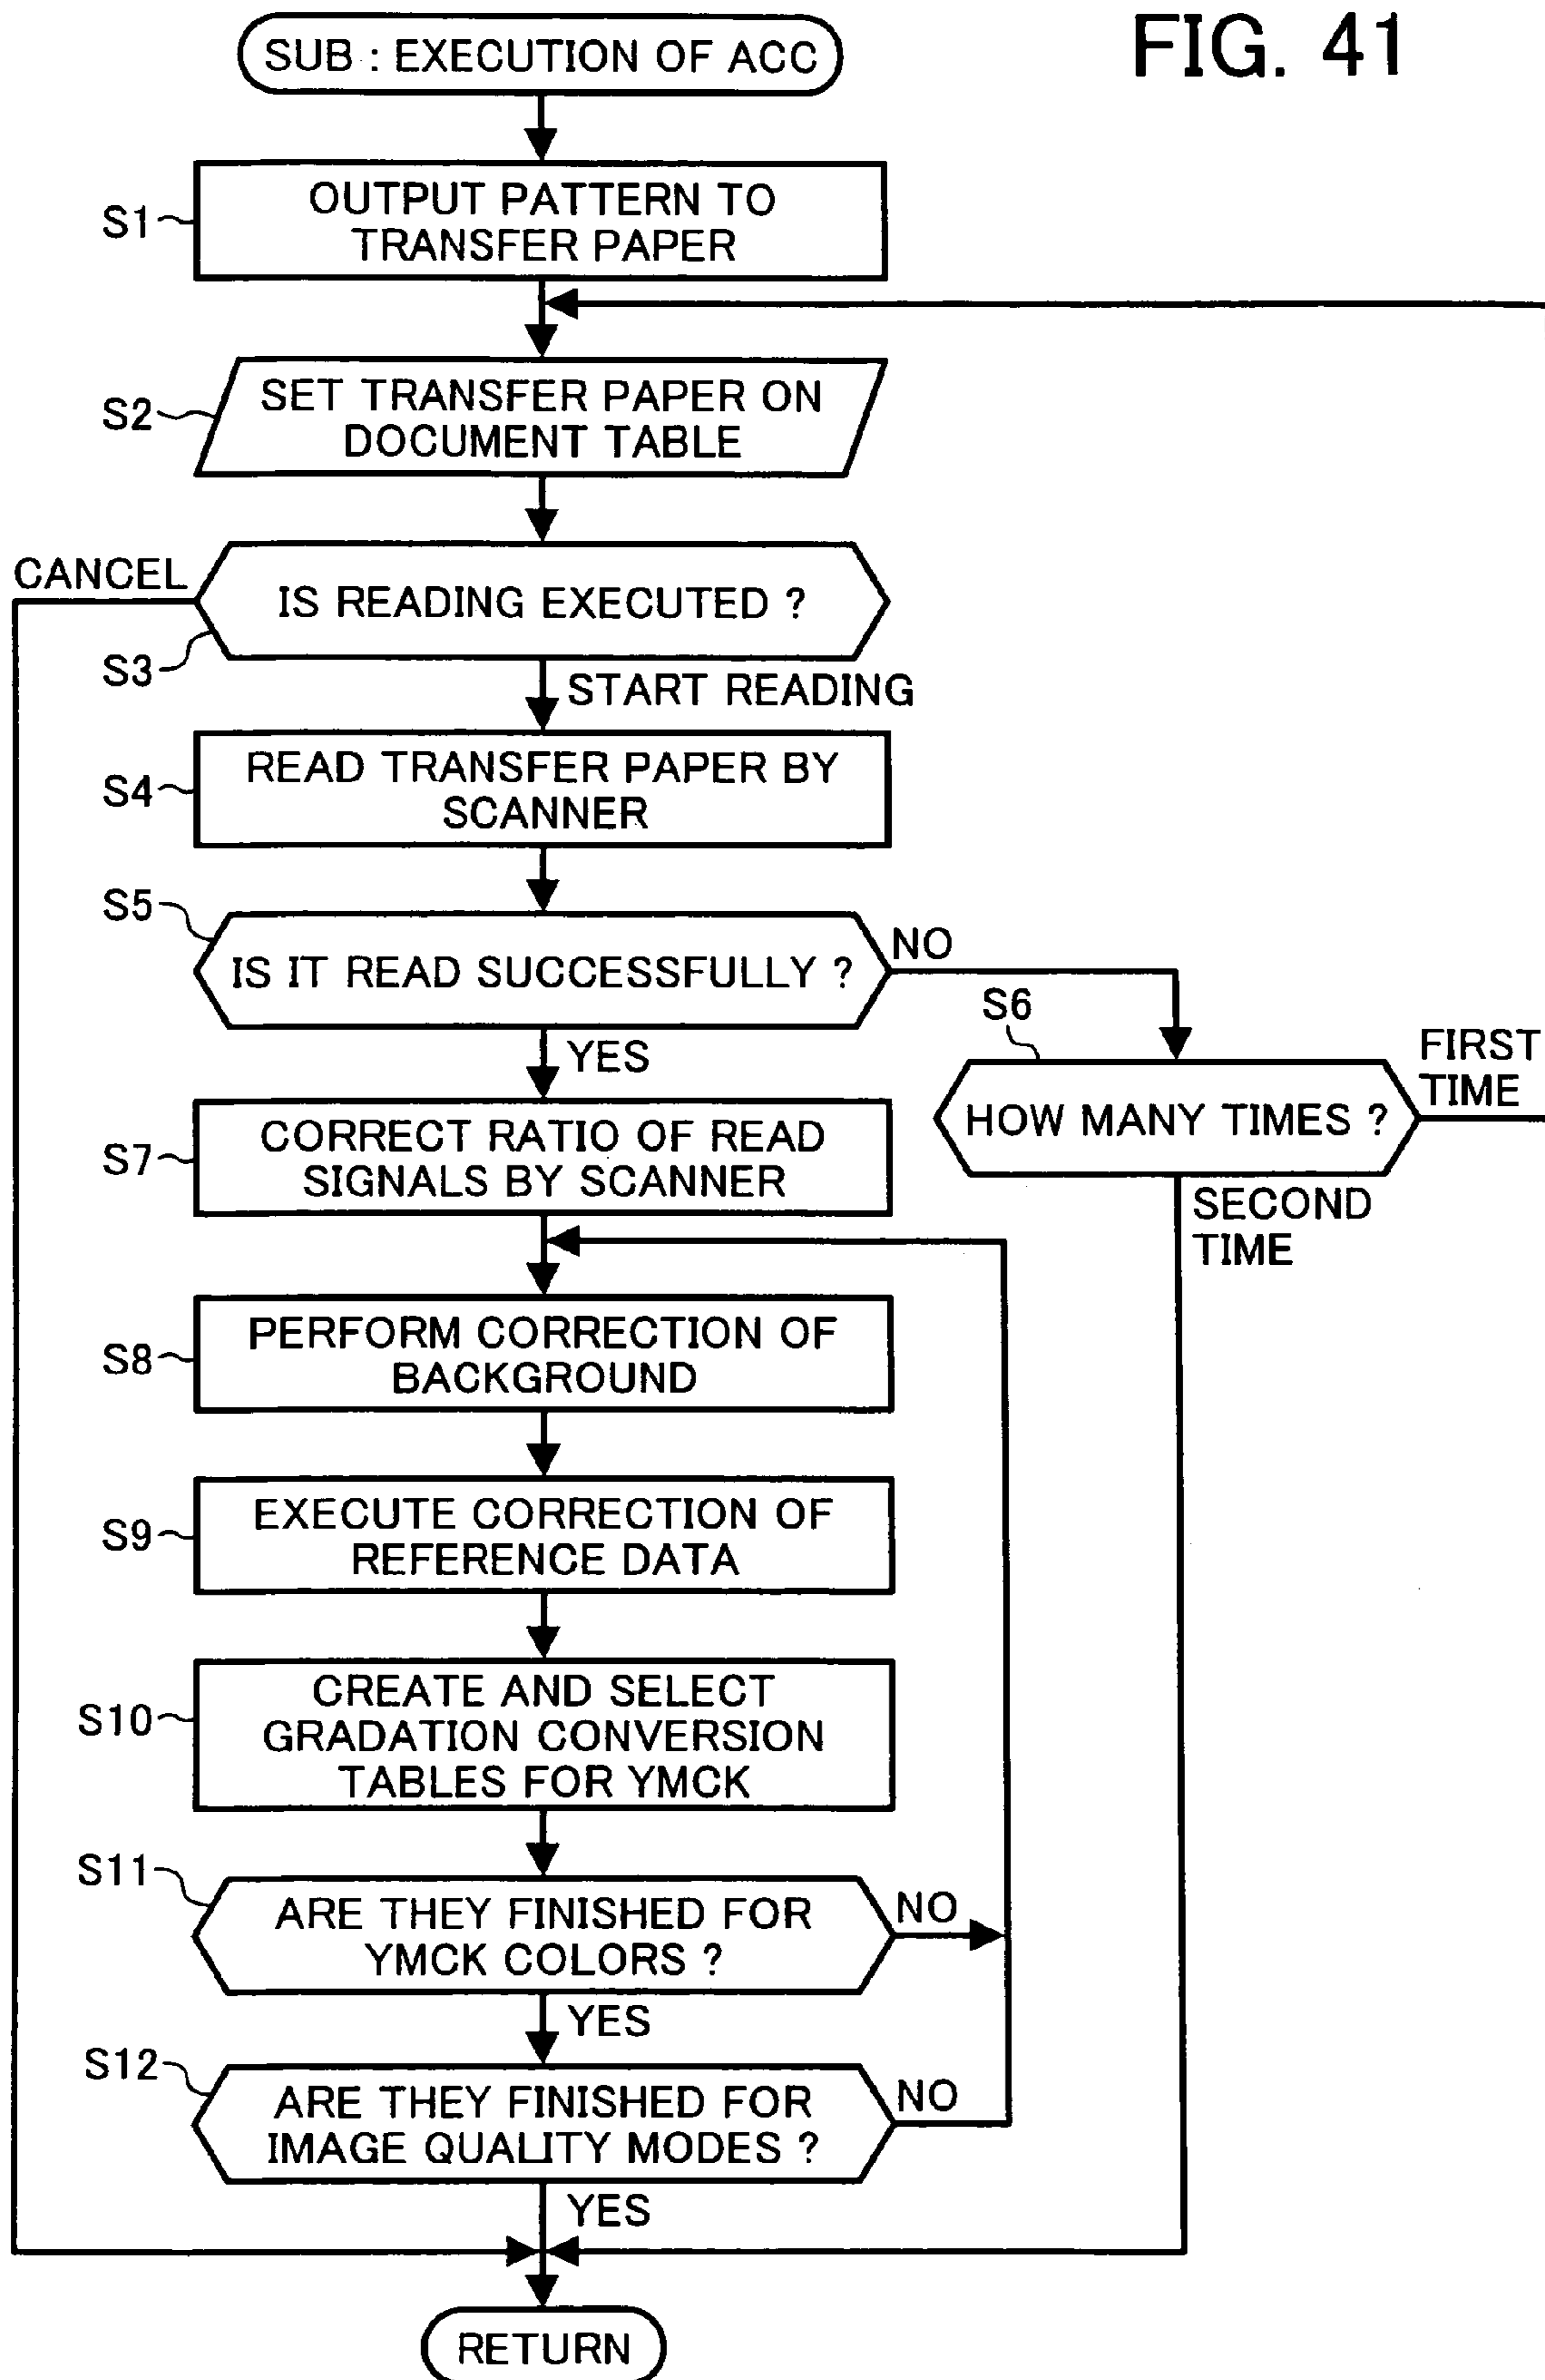 FIG. 41
SUB : EXECUTION OF ACC
S1
OUTPUT PATTERN TO
TRANSFER PAPER
S2
SET TRANSFER PAPER ON
DOCUMENT TABLE
CANCEL
IS READING EXECUTED ?
S3
START READING
S4
READ TRANSFER PAPER BY
SCANNER
S5
IS IT READ SUCCESSFULLY ?
NO
S6
HOW MANY TIMES ?
FIRST
TIME
SECOND
TIME
YES
S7
CORRECT RATIO OF READ
SIGNALS BY SCANNER
S8
PERFORM CORRECTION OF
BACKGROUND
S9
EXECUTE CORRECTION OF
REFERENCE DATA
S10
CREATE AND SELECT
GRADATION CONVERSION
TABLES FOR YMCK
S11
ARE THEY FINISHED FOR
YMCK COLORS ?
NO
YES
S12
ARE THEY FINISHED FOR
IMAGE QUALITY MODES ?
NO
YES
RETURN